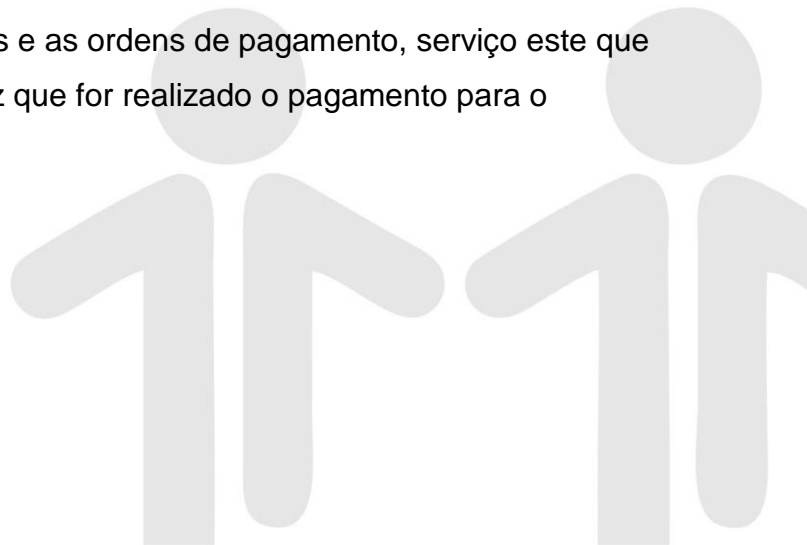 s e as ordens de pagamento, serviço este que
z que for realizado o pagamento para o